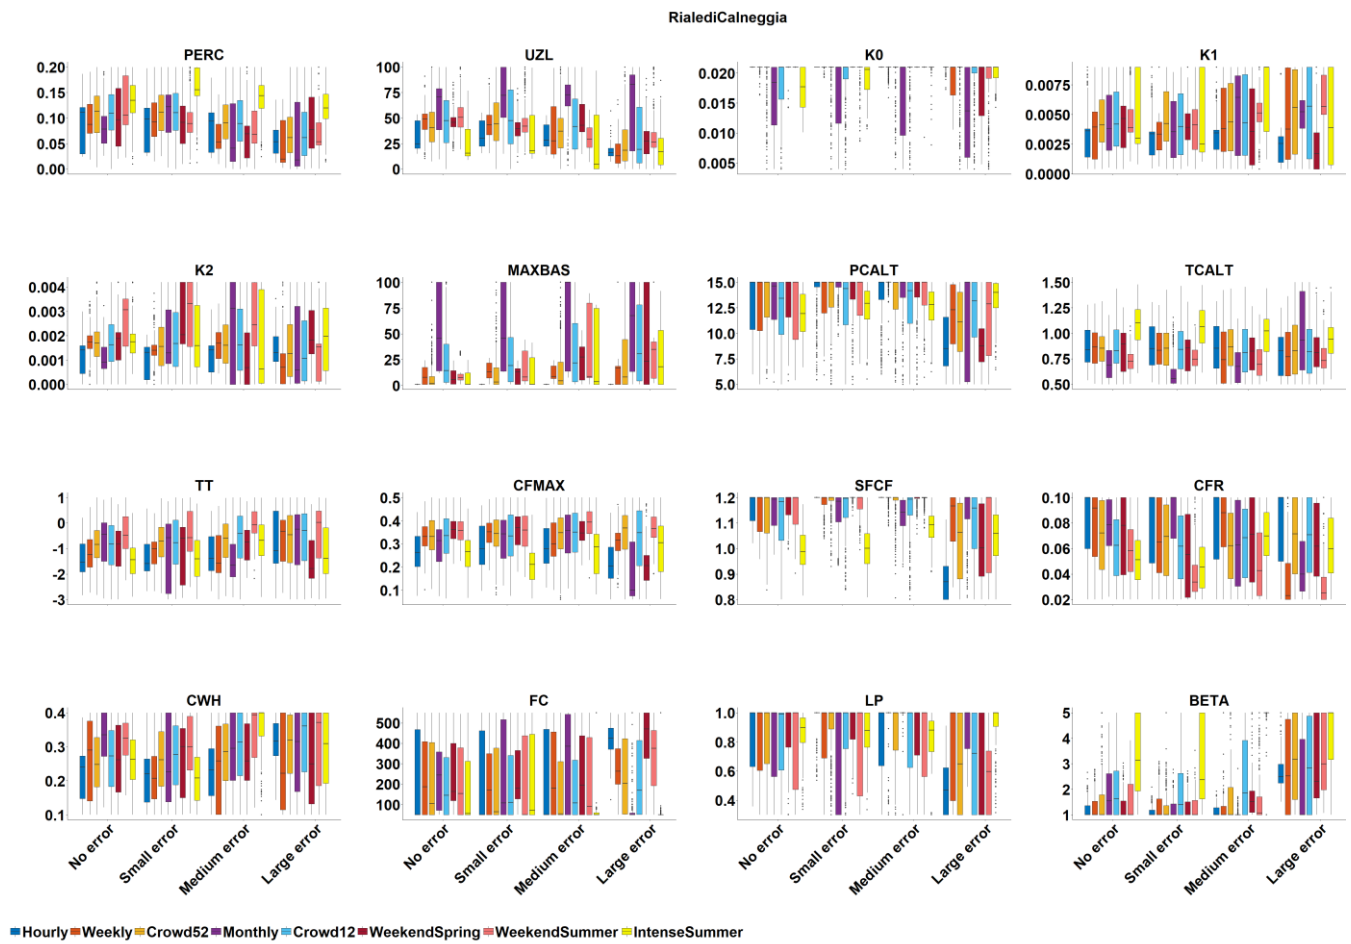 RialediCalneggia
PERC UZL K0 K1
0.20 100 0.020 0.0075
0.15 75 0.015 0.0050
0.10 50 0.010 0.0025
0.05 25 0.005 0.0000
0.00 0
K2 MAXBAS PCALT TCALT
0.004 100 15.0 1.50
0.003 75 12.5 1.25
0.002 50 10.0 1.00
0.001 25 7.5 0.75
0.000 0 5.0 0.50
TT CFMAX SFCF CFR
1 0.5 1.2 0.10
0 0.4 1.1 0.08
-1 0.3 1.0 0.06
-2 0.2 0.9 0.04
-3 0.1 0.8 0.02
CWH FC LP BETA
0.4 500 1.0 5
0.3 400 0.8 4
0.2 300 0.6 3
0.1 200 0.4 2
100 1
No error Small error Medium error Large error No error Small error Medium error Large error No error Small error Medium error Large error No error Small error Medium error Large error
Hourly Weekly Crowd52 Monthly Crowd12 WeekendSpring WeekendSummer IntenseSummer